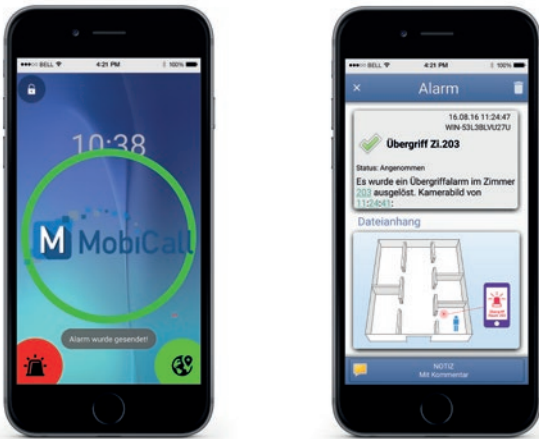 BELL 4:21 PM 100%
10:38
M MobiCall
Alarm wurde gesendet!
BELL 4:21 PM 100%
× Alarm
16.08.16 11:24:47
WIN-53L3BLVU27U
Übergriff Zi.203
Status: Angenommen
Es wurde ein Übergriffalarm im Zimmer
203 ausgelöst. Kamerabild von
11:24:41:
Dateianhang
NOTIZ
Mit Kommentar